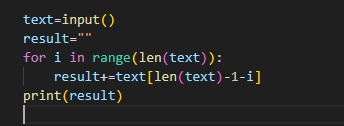 text=input()
result=""
for i in range(len(text)):
    result+=text[len(text)-1-i]
print(result)